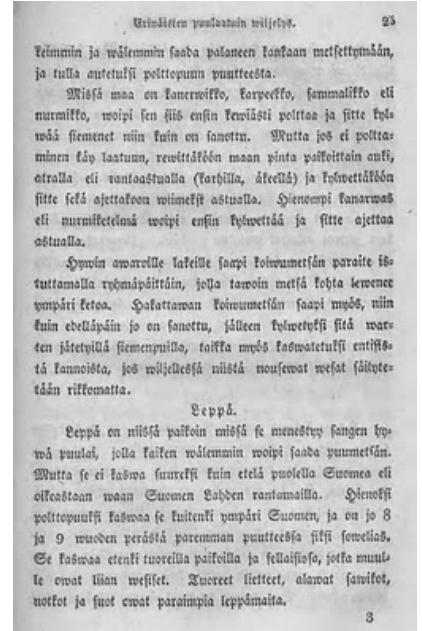 Erinäisten puulaatuin wiljelys. 25
keimmin ja wälemmin saada palaneen kankaan metsettymään,
ja tulla autetuksi polttopuun puutteesta.
Missä maa on kanerwikko, karpeekko, sammalikko eli
nurmikko, woipi sen siis ensin kewiästi polttaa ja sitte kyl-
wää siemenet niin kuin on sanottu. Mutta jos ei poltta-
minen käy laatuun, rewittäköön maan pinta paikoittain auki,
atralla eli rantaastualla (karhilla, äkeellä) ja kylwettäköön
sitte sekä ajettakoon wiimeksi astualla. Hienompi kanarwas
eli nurmiketelmä woipi ensin kylwettää ja sitte ajettaa
astualla.
Hywin awaroille lakeille saapi koiwumetsän paraite is-
tuttamalla ryhmäpäittäin, jolla tawoin metsä kohta lewenee
ympäri ketoa. Hakattawan koiwumetsän saapi myös, niin
kuin edelläpäin jo on sanottu, jälleen kylwetyksi sitä war-
ten jätetyillä siemenpuilla, taikka myös kaswatetuksi entisis-
tä kannoista, jos wiljellessä niistä nousewat wesat säilyte-
tään rikkomatta.
Leppä.
Leppä on niissä paikoin missä se menestyy sangen hy-
wä puulai, jolla kaiken wälemmin woipi saada puumetsän.
Mutta se ei kaswa suureksi kuin etelä puolella Suomea eli
oikeastaan waan Suomen Lahden rantamailla. Hienoksi
polttopuuksi kaswaa se kuitenki ympäri Suomen, ja on jo 8
ja 9 wuoden perästä paremman puutteessa siksi sowelias.
Se kaswaa etenki tuoreilla paikoilla ja sellaisissa, jotka muul-
le owat liian wesiset. Tuoreet lietteet, alawat sawikot,
notkot ja suot owat paraimpia leppämaita.
3